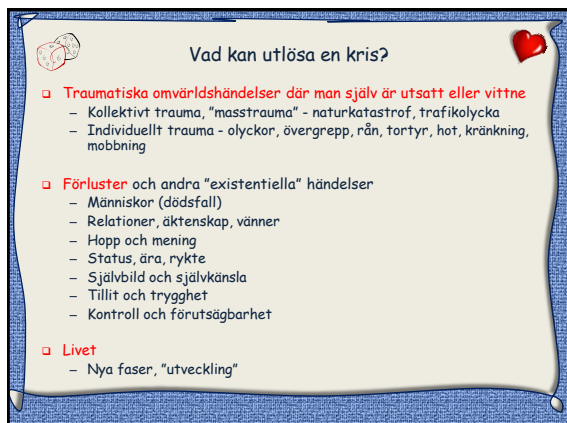 Vad kan utlösa en kris?
Traumatiska omvärldshändelser där man själv är utsatt eller vittne
– Kollektivt trauma, ”masstrauma” - naturkatastrof, trafikolycka
– Individuellt trauma - olyckor, övergrepp, rån, tortyr, hot, kränkning,
mobbning
Förluster och andra ”existentiella” händelser
– Människor (dödsfall)
– Relationer, äktenskap, vänner
– Hopp och mening
– Status, ära, rykte
– Självbild och självkänsla
– Tillit och trygghet
– Kontroll och förutsägbarhet
Livet
– Nya faser, ”utveckling”